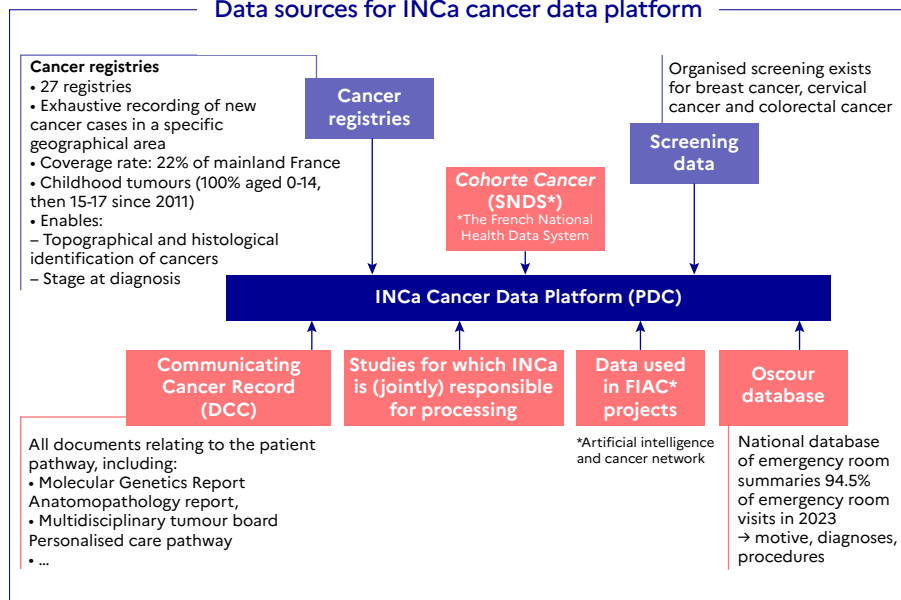 Data sources for INCa cancer data platform
Cancer registries
• 27 registries
• Exhaustive recording of new
cancer cases in a specific
geographical area
• Coverage rate: 22% of mainland France
• Childhood tumours (100% aged 0-14,
then 15-17 since 2011)
• Enables:
– Topographical and histological
identification of cancers
– Stage at diagnosis
Cancer
registries
Cohorte Cancer
(SNDS*)
*The French National
Health Data System
Organised screening exists
for breast cancer, cervical
cancer and colorectal cancer
Screening
data
INCa Cancer Data Platform (PDC)
Communicating
Cancer Record
(DCC)
All documents relating to the patient
pathway, including:
• Molecular Genetics Report
Anatomopathology report,
• Multidisciplinary tumour board
Personalised care pathway
• ...
Studies for which INCa
is (jointly) responsible
for processing
Data used
in FIAC*
projects
*Artificial intelligence
and cancer network
Oscour
database
National database
of emergency room
summaries 94.5%
of emergency room
visits in 2023
→ motive, diagnoses,
procedures